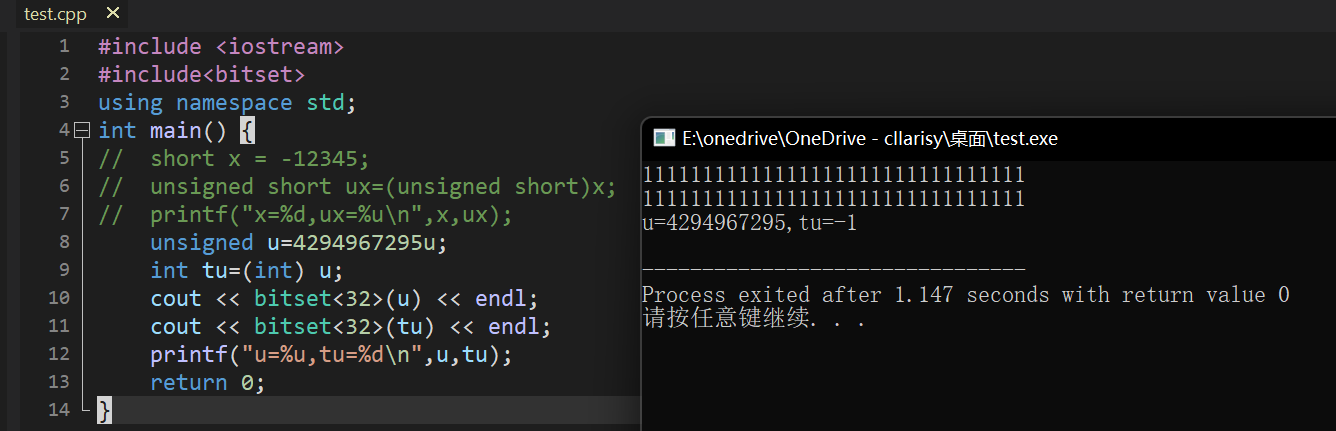 test.cpp ✕
1 #include <iostream>
2 #include<bitset>
3 using namespace std;
4 int main() {
5 //  short x = -12345;
6 //  unsigned short ux=(unsigned short)x;
7 //  printf("x=%d,ux=%u\n",x,ux);
8     unsigned u=4294967295u;
9     int tu=(int) u;
10     cout << bitset<32>(u) << endl;
11     cout << bitset<32>(tu) << endl;
12     printf("u=%u,tu=%d\n",u,tu);
13     return 0;
14 }
E:\onedrive\OneDrive - cllarisy\桌面\test.exe
11111111111111111111111111111111
11111111111111111111111111111111
u=4294967295,tu=-1
--------------------------------
Process exited after 1.147 seconds with return value 0
请按任意键继续. . .